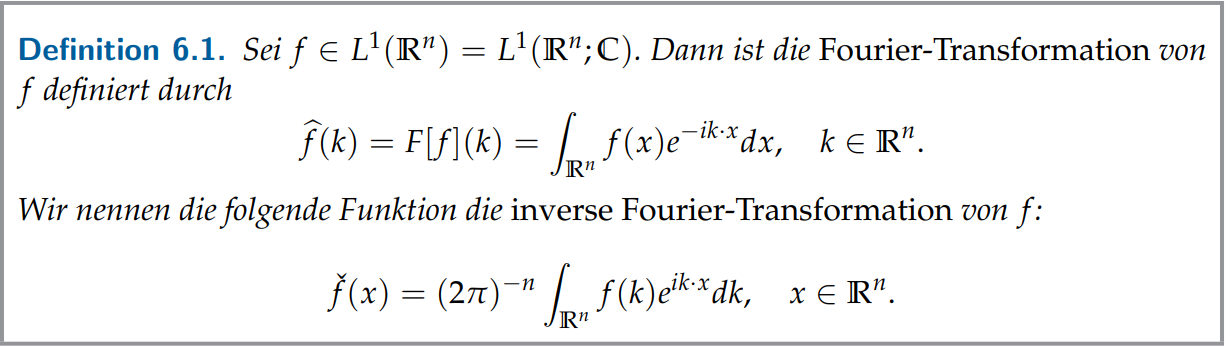 Definition 6.1. Sei f ∈ L¹(ℝⁿ) = L¹(ℝⁿ;ℂ). Dann ist die Fourier-Transformation von
f definiert durch
f̂(k) = F[f](k) = ∫_{ℝⁿ} f(x)e^{−ik·x}dx, k ∈ ℝⁿ.
Wir nennen die folgende Funktion die inverse Fourier-Transformation von f:
f̌(x) = (2π)^{−n} ∫_{ℝⁿ} f(k)e^{ik·x}dk, x ∈ ℝⁿ.